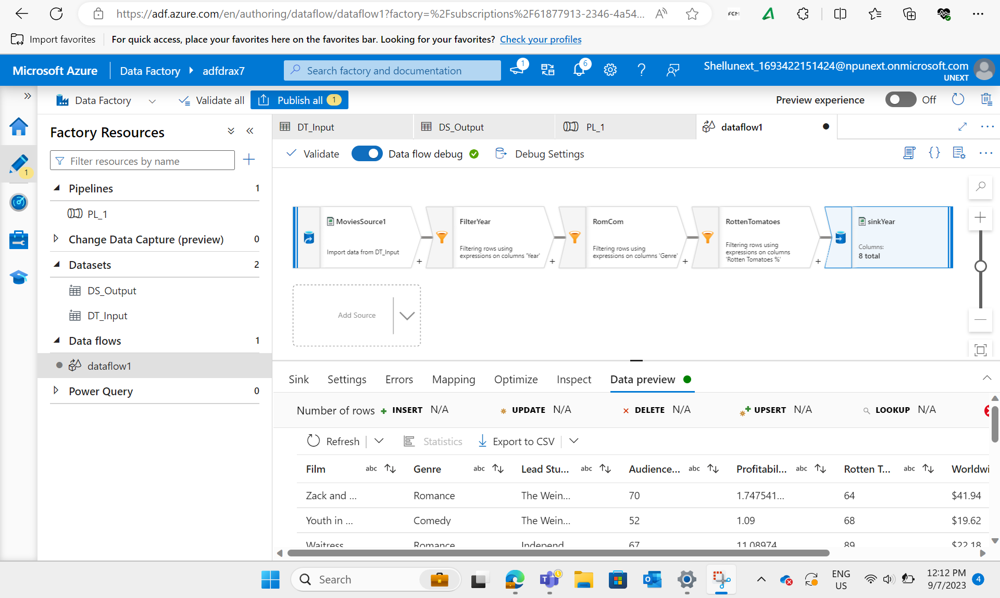 https://adf.azure.com/en/authoring/dataflow/dataflow1?factory=%2Fsubscriptions%2F61877913-2346-4a54...
Import favorites
For quick access, place your favorites here on the favorites bar. Looking for your favorites? Check your profiles
Microsoft Azure
Data Factory
adfdrax7
Search factory and documentation
1
6
Shellunext_1693422151424@npunext.onmicrosoft.com
UNEXT
Data Factory
Validate all
Publish all 1
Preview experience
Off
Factory Resources
Filter resources by name
1
Pipelines 1
PL_1
Change Data Capture (preview) 0
Datasets 2
DS_Output
DT_Input
Data flows 1
dataflow1
Power Query 0
DT_Input
DS_Output
PL_1
dataflow1
Validate
Data flow debug
Debug Settings
MoviesSource1
Import data from DT_Input
+
FilterYear
Filtering rows using
expressions on columns 'Year'
+
RomCom
Filtering rows using
expressions on columns 'Genre'
+
RottenTomatoes
Filtering rows using
expressions on columns
'Rotten Tomatoes %'
+
sinkYear
Columns:
8 total
Add Source
Sink Settings Errors Mapping Optimize Inspect Data preview
Number of rows INSERT N/A UPDATE N/A DELETE N/A UPSERT N/A LOOKUP N/A
Refresh Statistics Export to CSV
Film abc Genre abc Lead Stu... abc Audience... abc Profitabil... abc Rotten T... abc Worldwi
Zack and ... Romance The Wein... 70 1.747541... 64 $41.94
Youth in ... Comedy The Wein... 52 1.09 68 $19.62
Waitress Romance Independ 67 11.08974 89 $22.18
Search
ENG
US
12:12 PM
9/7/2023
4